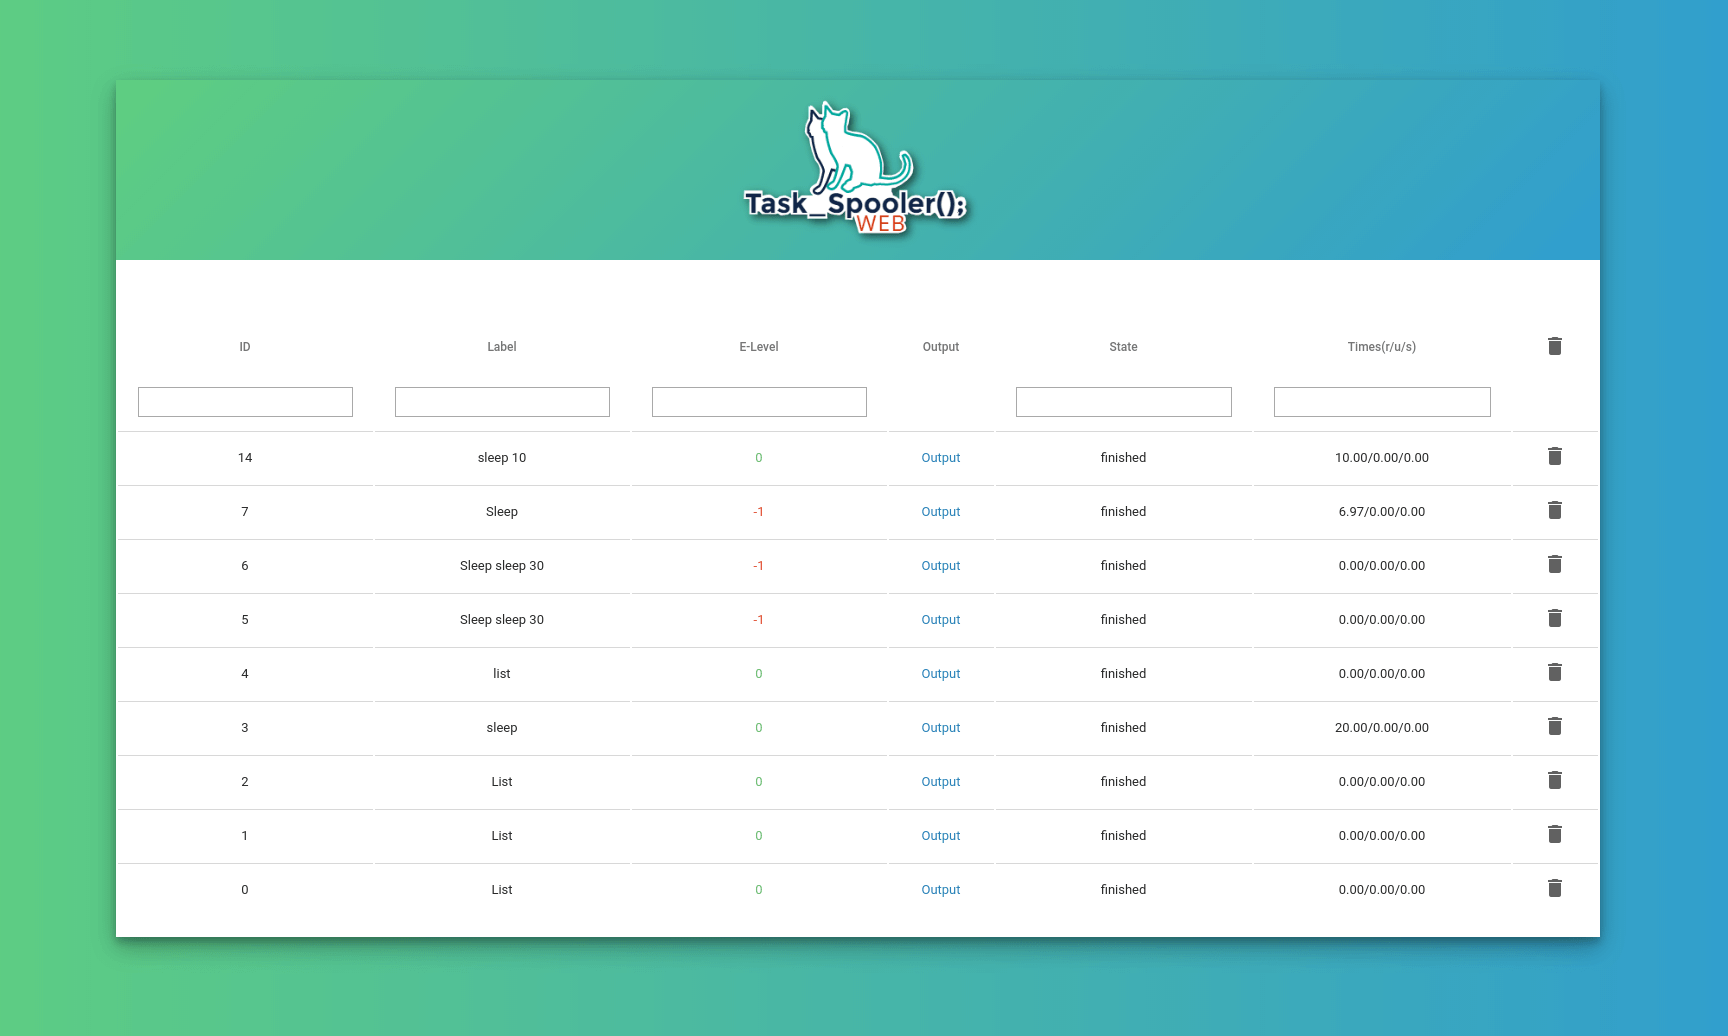 Task_Spooler();
WEB
ID Label E-Level Output State Times(r/u/s)
14 sleep 10 0 Output finished 10.00/0.00/0.00
7 Sleep -1 Output finished 6.97/0.00/0.00
6 Sleep sleep 30 -1 Output finished 0.00/0.00/0.00
5 Sleep sleep 30 -1 Output finished 0.00/0.00/0.00
4 list 0 Output finished 0.00/0.00/0.00
3 sleep 0 Output finished 20.00/0.00/0.00
2 List 0 Output finished 0.00/0.00/0.00
1 List 0 Output finished 0.00/0.00/0.00
0 List 0 Output finished 0.00/0.00/0.00